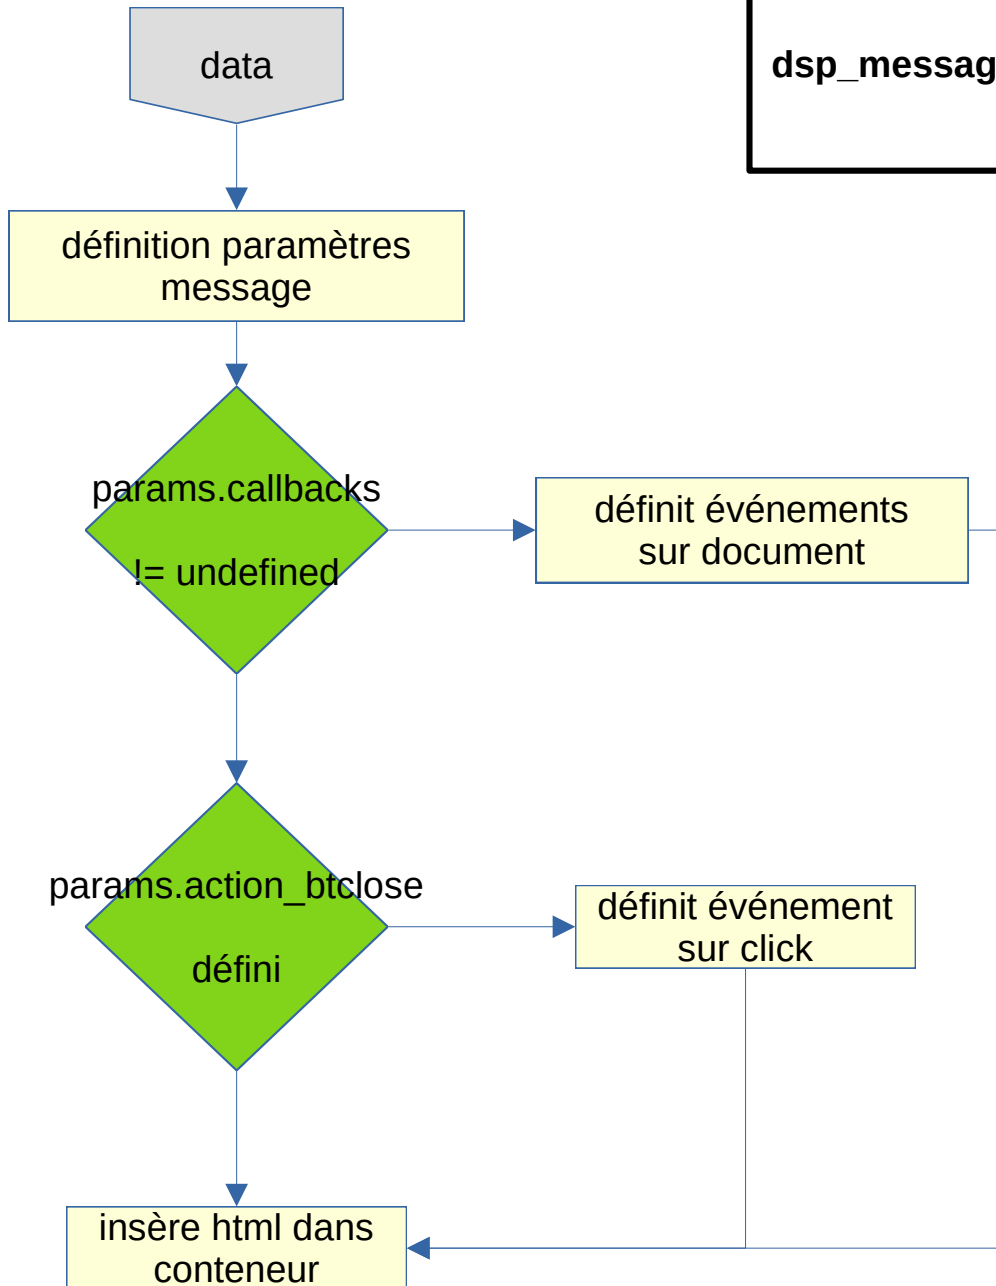 data
dsp_messag
définition paramètres
message
params.callbacks
!= undefined
définit événements
sur document
params.action_btclose
défini
définit événement
sur click
insère html dans
conteneur